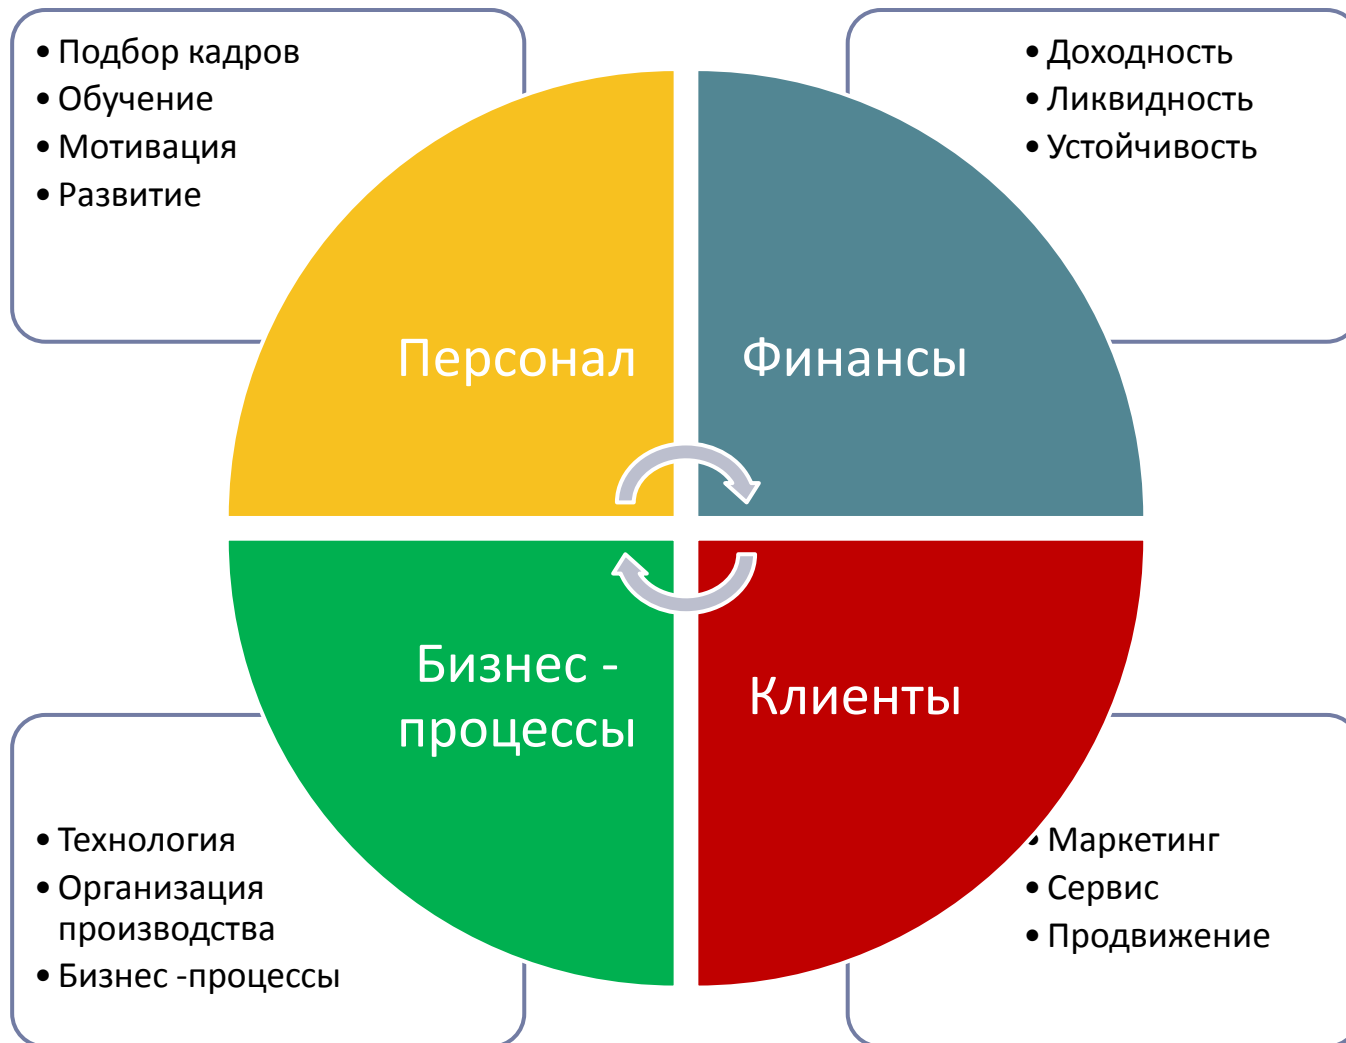 • Подбор кадров
• Обучение
• Мотивация
• Развитие
• Доходность
• Ликвидность
• Устойчивость
Персонал
Финансы
Бизнес -
процессы
Клиенты
• Технология
• Организация
производства
• Бизнес -процессы
• Маркетинг
• Сервис
• Продвижение